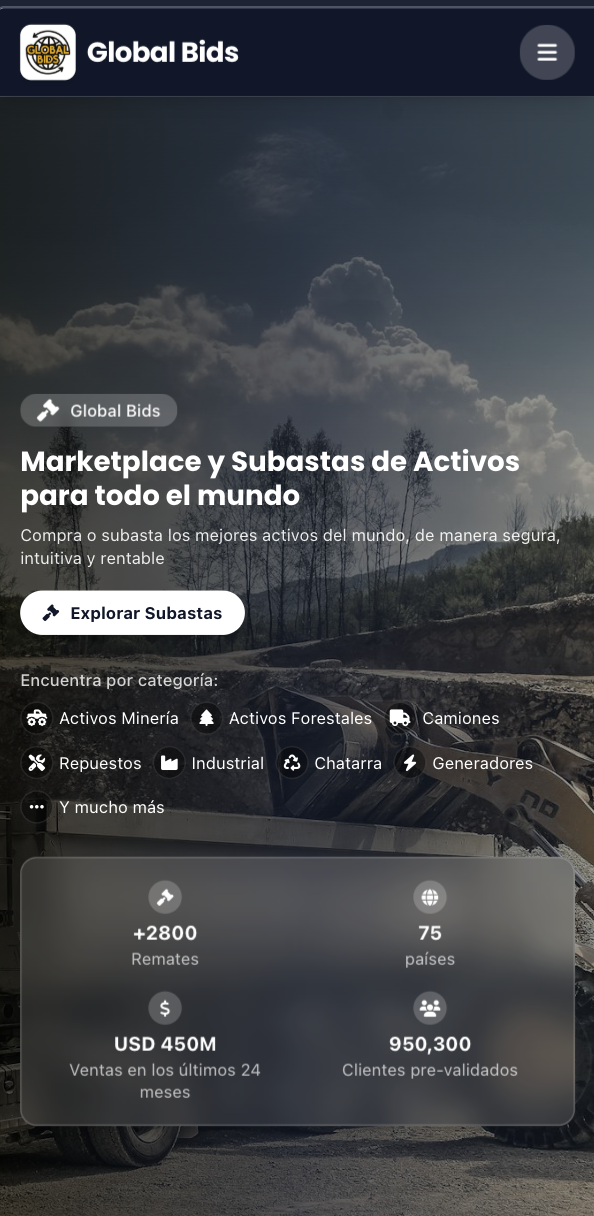 GLOBAL
BIDS
Global Bids
Global Bids
Marketplace y Subastas de Activos
para todo el mundo
Compra o subasta los mejores activos del mundo, de manera segura,
intuitiva y rentable
Explorar Subastas
Encuentra por categoría:
Activos Minería Activos Forestales Camiones
Repuestos Industrial Chatarra Generadores
Y mucho más
+2800 75
Remates países
USD 450M 950,300
Ventas en los últimos 24 Clientes pre-validados
meses